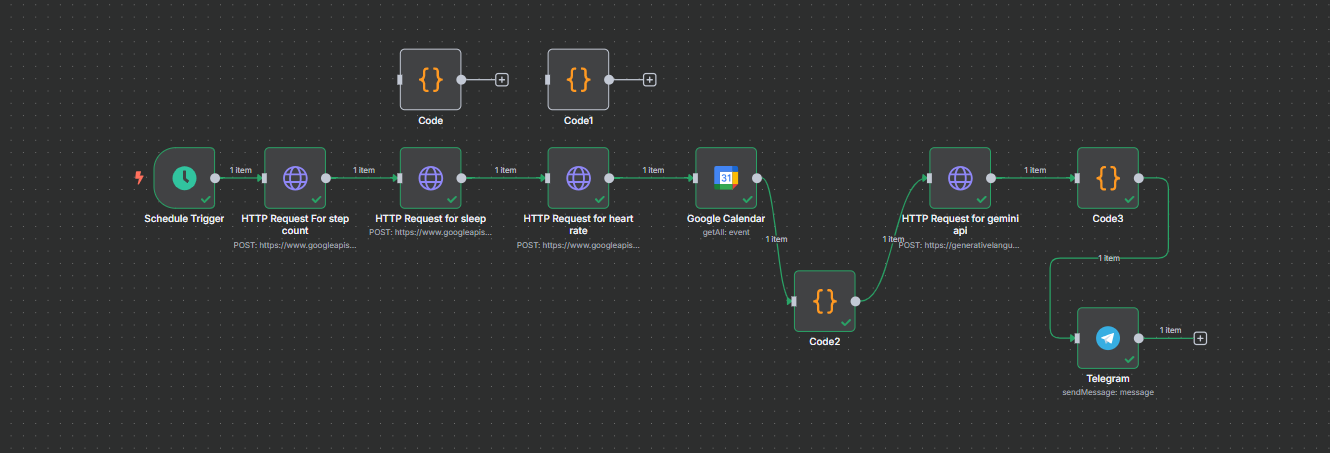 Code
Code1
1 item
1 item
1 item
1 item
1 item
Schedule Trigger
HTTP Request For step
count
POST: https://www.googleapis...
HTTP Request for sleep
POST: https://www.googleapis...
HTTP Request for heart
rate
POST: https://www.googleapis...
31
Google Calendar
getAll: event
HTTP Request for gemini
api
POST: https://generativelangu...
Code3
1 item
1 item
1 item
Code2
1 item
Telegram
sendMessage: message